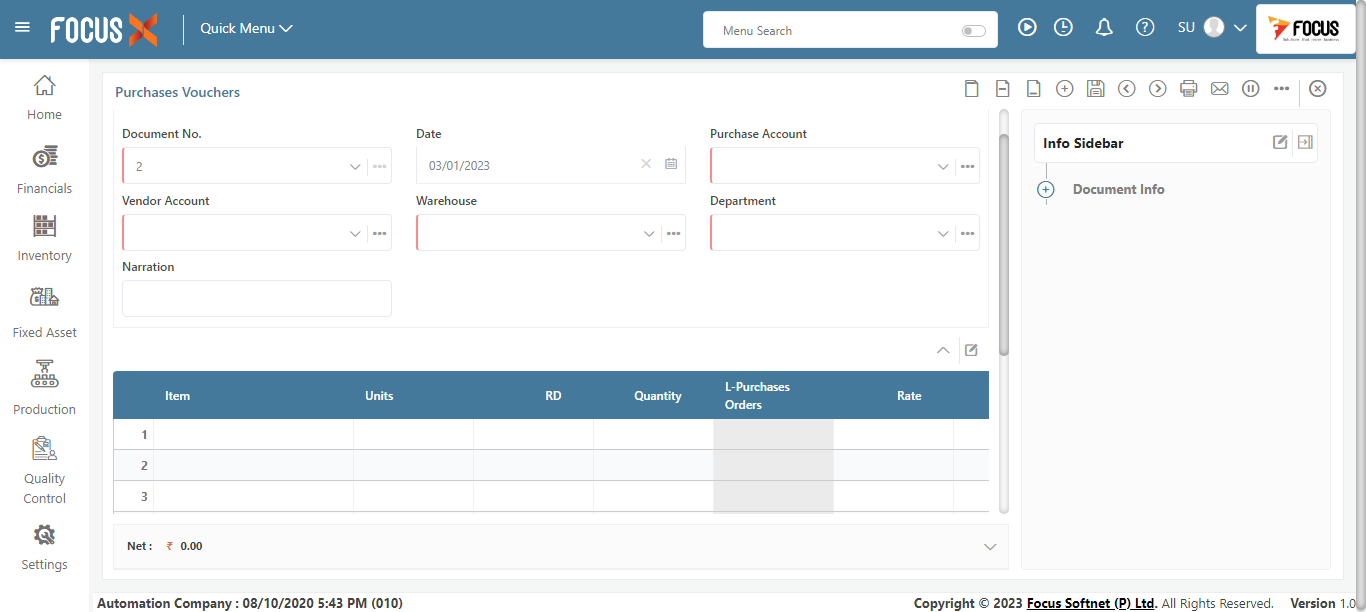 FOCUS X
Quick Menu
Menu Search
SU
FOCUS
Home
Financials
Inventory
Fixed Asset
Production
Quality
Control
Settings
Purchases Vouchers
Document No.
Date
Purchase Account
2
03/01/2023
Vendor Account
Warehouse
Department
Narration
Info Sidebar
Document Info
Item
Units
RD
Quantity
L-Purchases
Orders
Rate
1
2
3
Net : ₹ 0.00
Automation Company : 08/10/2020 5:43 PM (010)
Copyright © 2023 Focus Softnet (P) Ltd. All Rights Reserved. Version 1.0